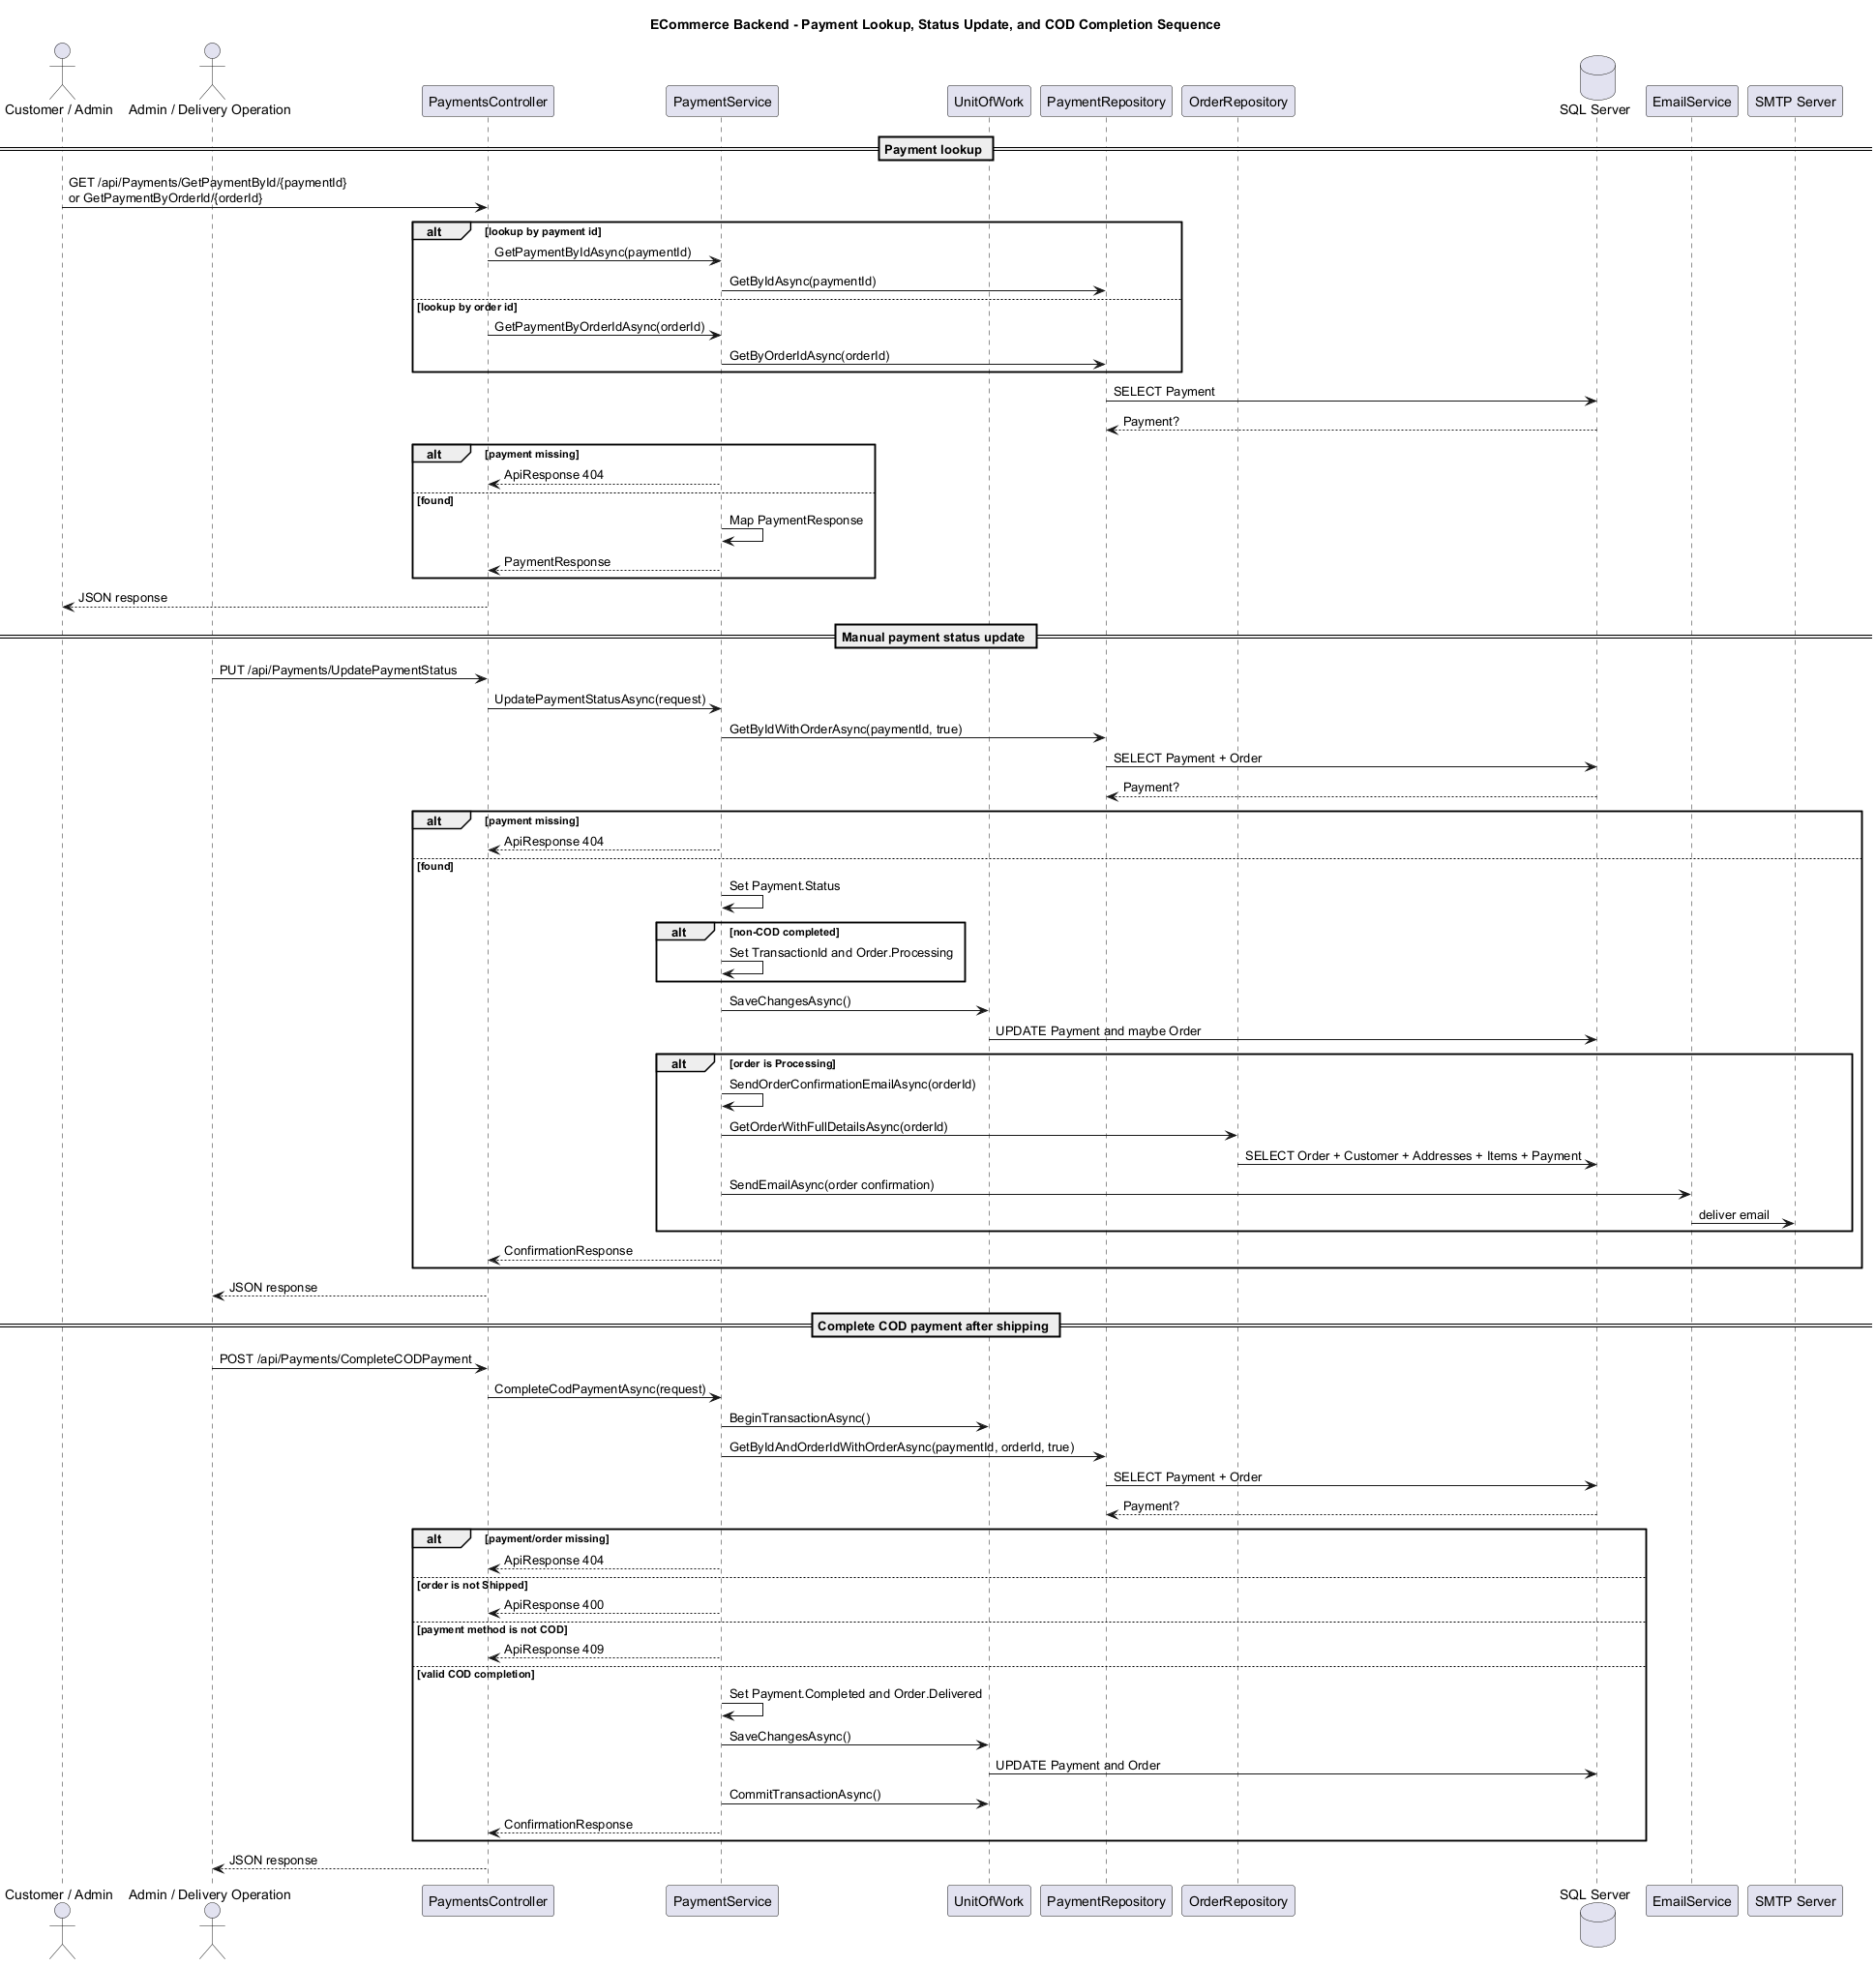 ECommerce Backend - Payment Lookup, Status Update, and COD Completion Sequence
Customer / Admin
Admin / Delivery Operation
PaymentsController
PaymentService
UnitOfWork
PaymentRepository
OrderRepository
SQL Server
EmailService
SMTP Server
Payment lookup
GET /api/Payments/GetPaymentById/{paymentId}
or GetPaymentByOrderId/{orderId}
alt [lookup by payment id]
GetPaymentByIdAsync(paymentId)
GetByIdAsync(paymentId)
[lookup by order id]
GetPaymentByOrderIdAsync(orderId)
GetByOrderIdAsync(orderId)
SELECT Payment
Payment?
alt [payment missing]
ApiResponse 404
[found]
Map PaymentResponse
PaymentResponse
JSON response
Manual payment status update
PUT /api/Payments/UpdatePaymentStatus
UpdatePaymentStatusAsync(request)
GetByIdWithOrderAsync(paymentId, true)
SELECT Payment + Order
Payment?
alt [payment missing]
ApiResponse 404
[found]
Set Payment.Status
alt [non-COD completed]
Set TransactionId and Order.Processing
SaveChangesAsync()
UPDATE Payment and maybe Order
alt [order is Processing]
SendOrderConfirmationEmailAsync(orderId)
GetOrderWithFullDetailsAsync(orderId)
SELECT Order + Customer + Addresses + Items + Payment
SendEmailAsync(order confirmation)
deliver email
ConfirmationResponse
JSON response
Complete COD payment after shipping
POST /api/Payments/CompleteCODPayment
CompleteCodPaymentAsync(request)
BeginTransactionAsync()
GetByIdAndOrderIdWithOrderAsync(paymentId, orderId, true)
SELECT Payment + Order
Payment?
alt [payment/order missing]
ApiResponse 404
[order is not Shipped]
ApiResponse 400
[payment method is not COD]
ApiResponse 409
[valid COD completion]
Set Payment.Completed and Order.Delivered
SaveChangesAsync()
UPDATE Payment and Order
CommitTransactionAsync()
ConfirmationResponse
JSON response
Customer / Admin
Admin / Delivery Operation
PaymentsController
PaymentService
UnitOfWork
PaymentRepository
OrderRepository
SQL Server
EmailService
SMTP Server